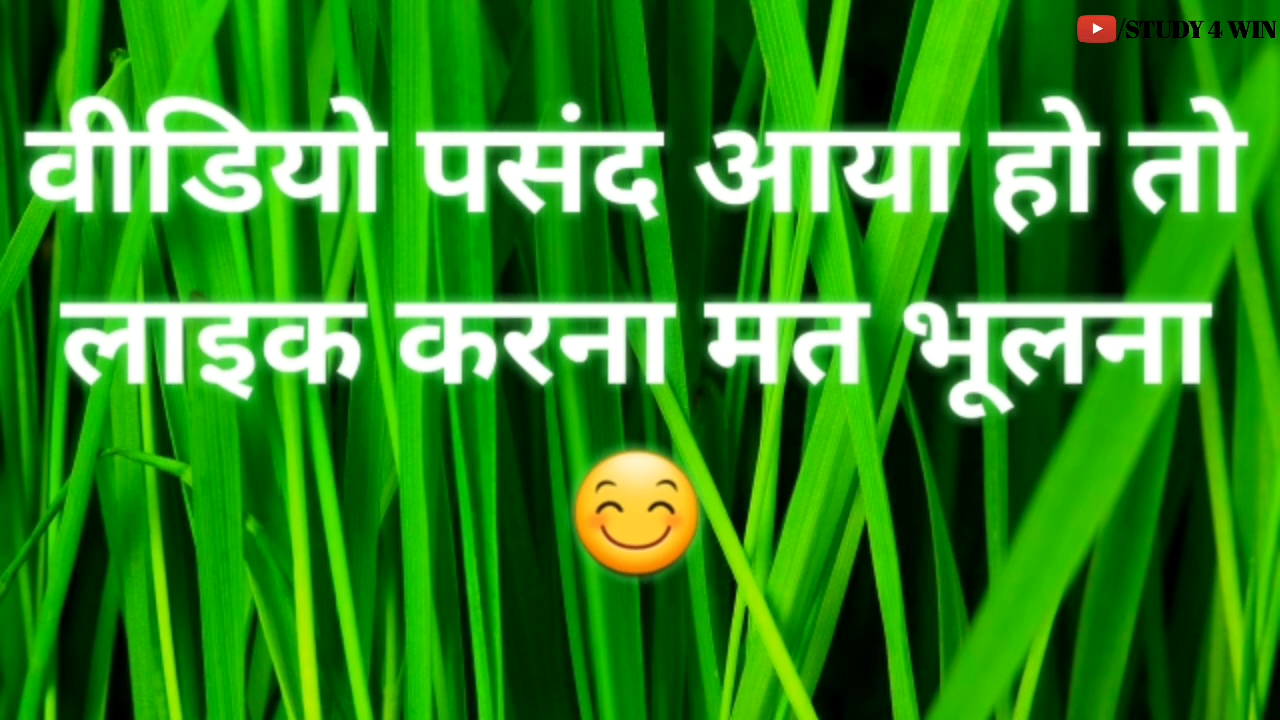 /STUDY 4 WIN
वीडियो पसंद आया हो तो
लाइक करना मत भूलना
😊